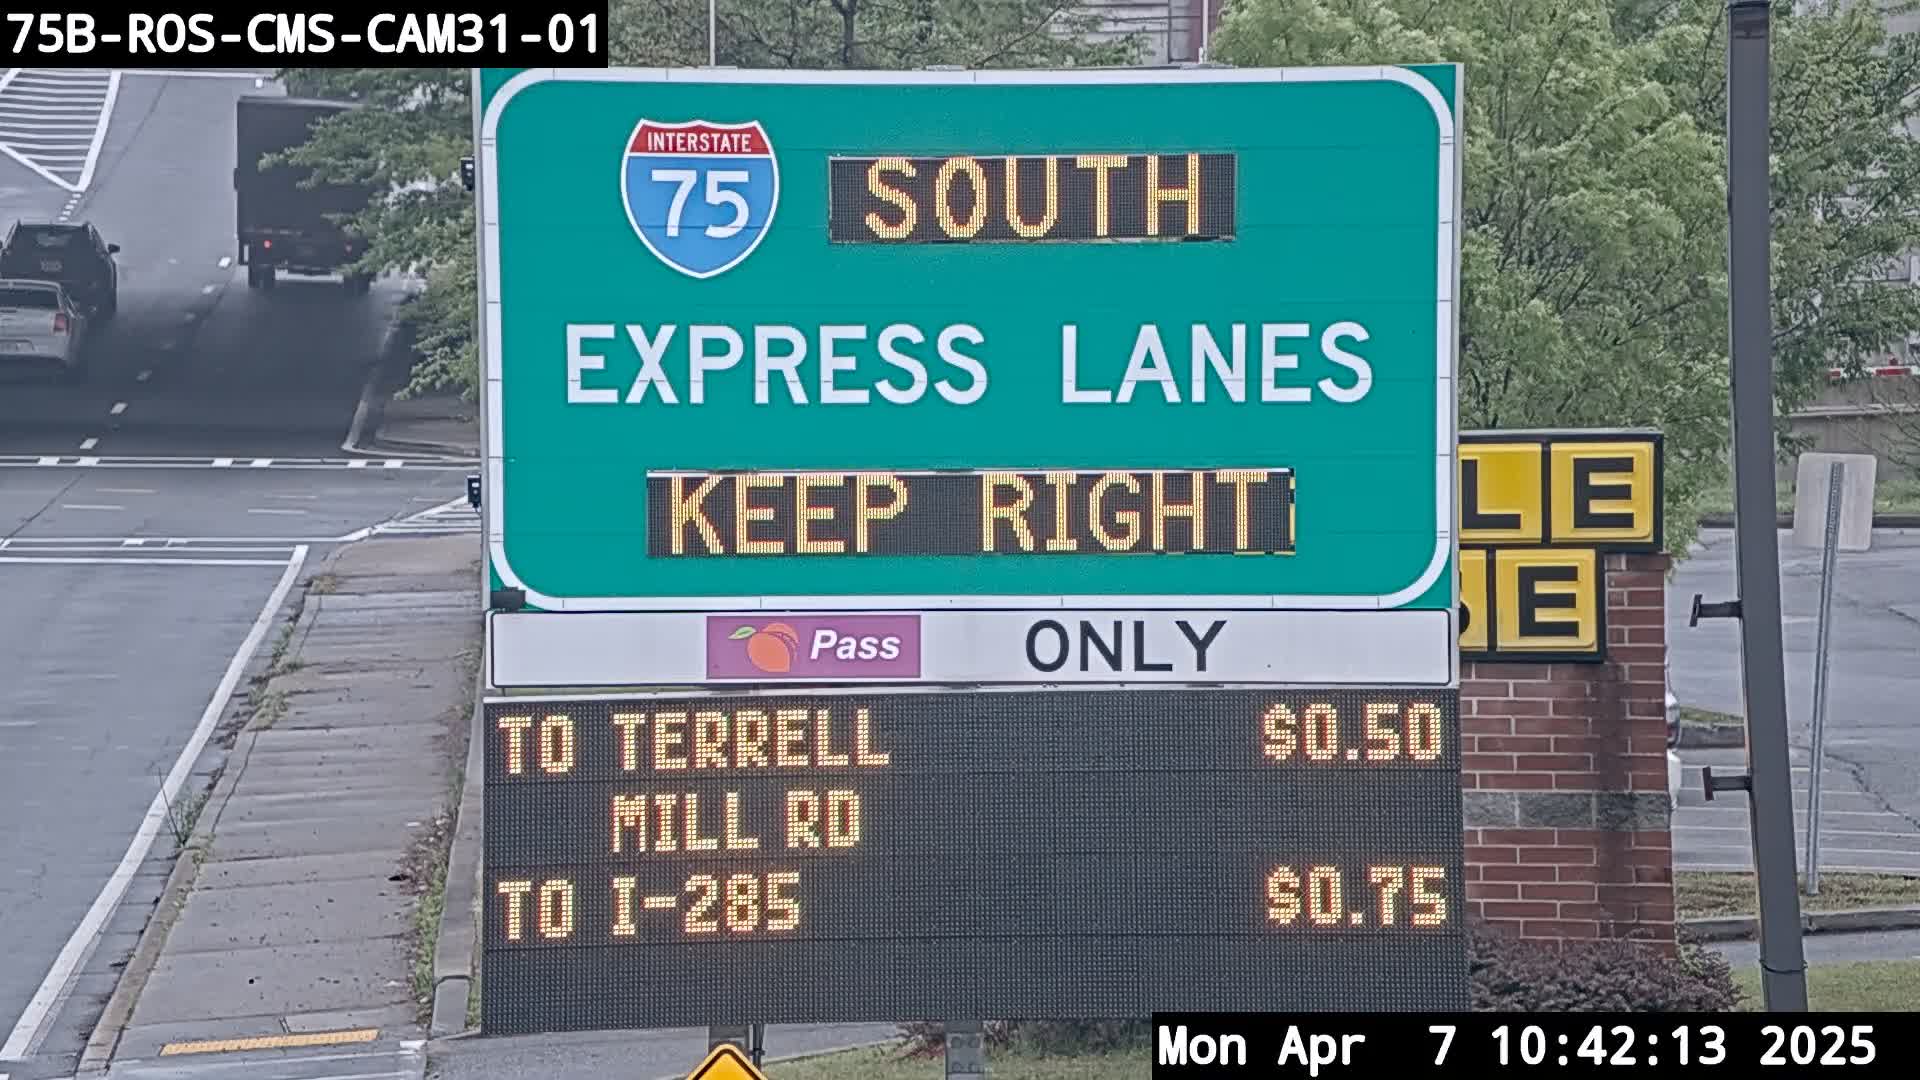 75B-ROS-CMS-CAM31-01
INTERSTATE
75
SOUTH
EXPRESS LANES
KEEP RIGHT
Pass ONLY
TO TERRELL $0.50
MILL RD
TO I-285 $0.75
LE
E
Mon Apr 7 10:42:13 2025